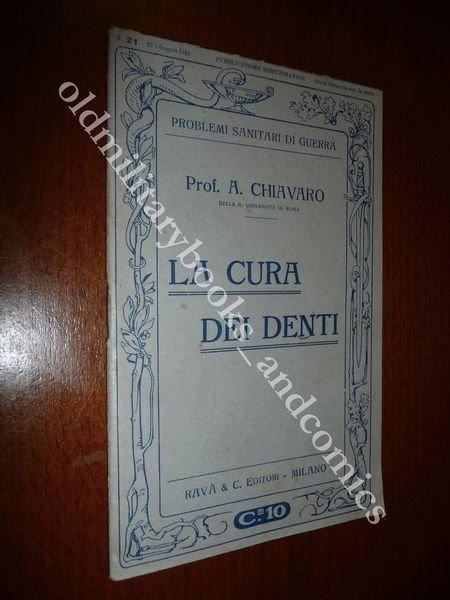 21
PUBBLICAZIONE BISETTIMANALE
PROBLEMI SANITARI DI GUERRA
Prof. A. CHIAVARO
DELLA R. UNIVERSITÀ DI ROMA
LA CURA
DEI DENTI
RAVÀ & C. EDITORI - MILANO
C. 10
oldmilitarybooks_andcomics